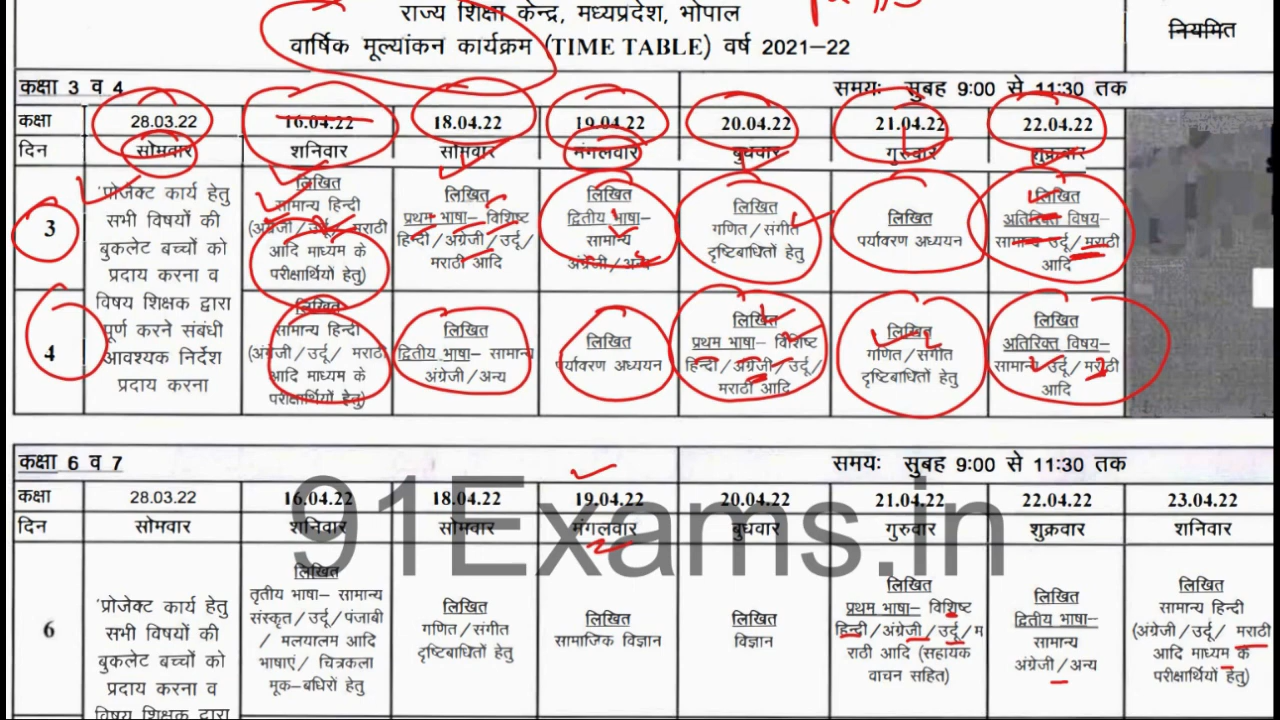 राज्य शिक्षा केन्द्र, मध्यप्रदेश, भोपाल
वार्षिक मूल्यांकन कार्यक्रम (TIME TABLE) वर्ष 2021–22
नियमित
कक्षा 3 व 4
समयः सुबह 9:00 से 11:30 तक
कक्षा 28.03.22 16.04.22 18.04.22 19.04.22 20.04.22 21.04.22 22.04.22
दिन सोमवार शनिवार सोमवार मंगलवार बुधवार गुरुवार शुक्रवार
3
4
'प्रोजेक्ट कार्य हेतु
सभी विषयों की
बुकलेट बच्चों को
प्रदाय करना व
विषय शिक्षक द्वारा
पूर्ण करने संबंधी
आवश्यक निर्देश
प्रदाय करना
लिखित
सामान्य हिन्दी
(अंग्रेजी/उर्दू/ मराठी
आदि माध्यम के
परीक्षार्थियों हेतु)
लिखित
प्रथम भाषा– विशिष्ट
हिन्दी/अंग्रेजी/उर्दू/
मराठी आदि
लिखित
द्वितीय भाषा–
सामान्य
अंग्रेजी/अन्य
लिखित
गणित/संगीत
दृष्टिबाधितों हेतु
लिखित
पर्यावरण अध्ययन
लिखित
अतिरिक्त विषय–
सामान्य उर्दू/मराठी
आदि
लिखित
सामान्य हिन्दी
(अंग्रेजी/उर्दू/ मराठी
आदि माध्यम के
परीक्षार्थियों हेतु)
लिखित
द्वितीय भाषा– सामान्य
अंग्रेजी/अन्य
लिखित
पर्यावरण अध्ययन
लिखित
प्रथम भाषा– विशिष्ट
हिन्दी/अंग्रेजी/उर्दू/
मराठी आदि
लिखित
गणित/संगीत
दृष्टिबाधितों हेतु
लिखित
अतिरिक्त विषय–
सामान्य उर्दू/मराठी
आदि
कक्षा 6 व 7
समयः सुबह 9:00 से 11:30 तक
कक्षा 28.03.22 16.04.22 18.04.22 19.04.22 20.04.22 21.04.22 22.04.22 23.04.22
दिन सोमवार शनिवार सोमवार मंगलवार बुधवार गुरुवार शुक्रवार शनिवार
91Exams.in
6
'प्रोजेक्ट कार्य हेतु
सभी विषयों की
बुकलेट बच्चों को
प्रदाय करना व
विषय शिक्षक द्वारा
लिखित
तृतीय भाषा– सामान्य
संस्कृत/उर्दू/पंजाबी
/ मलयालम आदि
भाषाएं/ चित्रकला
मूक–बधिरों हेतु
लिखित
गणित/संगीत
दृष्टिबाधितों हेतु
लिखित
सामाजिक विज्ञान
लिखित
विज्ञान
लिखित
प्रथम भाषा– विशिष्ट
हिन्दी/अंग्रेजी/उर्दू/म
राठी आदि (सहायक
वाचन सहित)
लिखित
द्वितीय भाषा–
सामान्य
अंग्रेजी/अन्य
लिखित
सामान्य हिन्दी
(अंग्रेजी/उर्दू/ मराठी
आदि माध्यम के
परीक्षार्थियों हेतु)